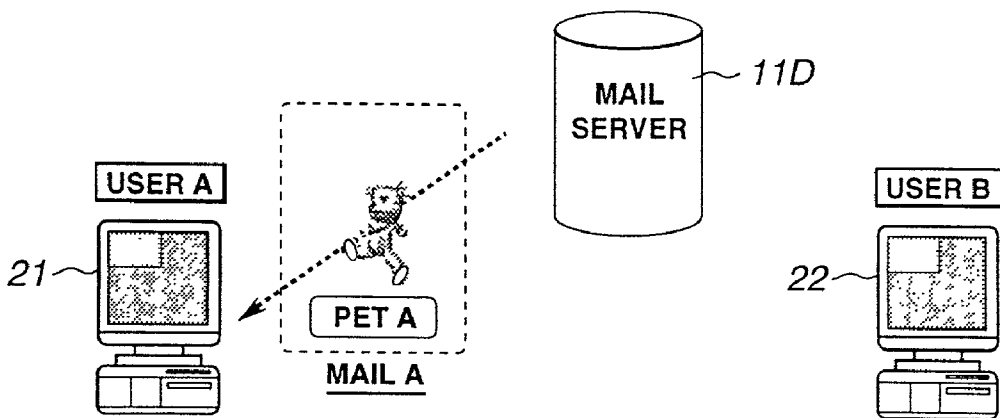 MAIL
SERVER
11D
USER A
USER B
21
22
PET A
MAIL A